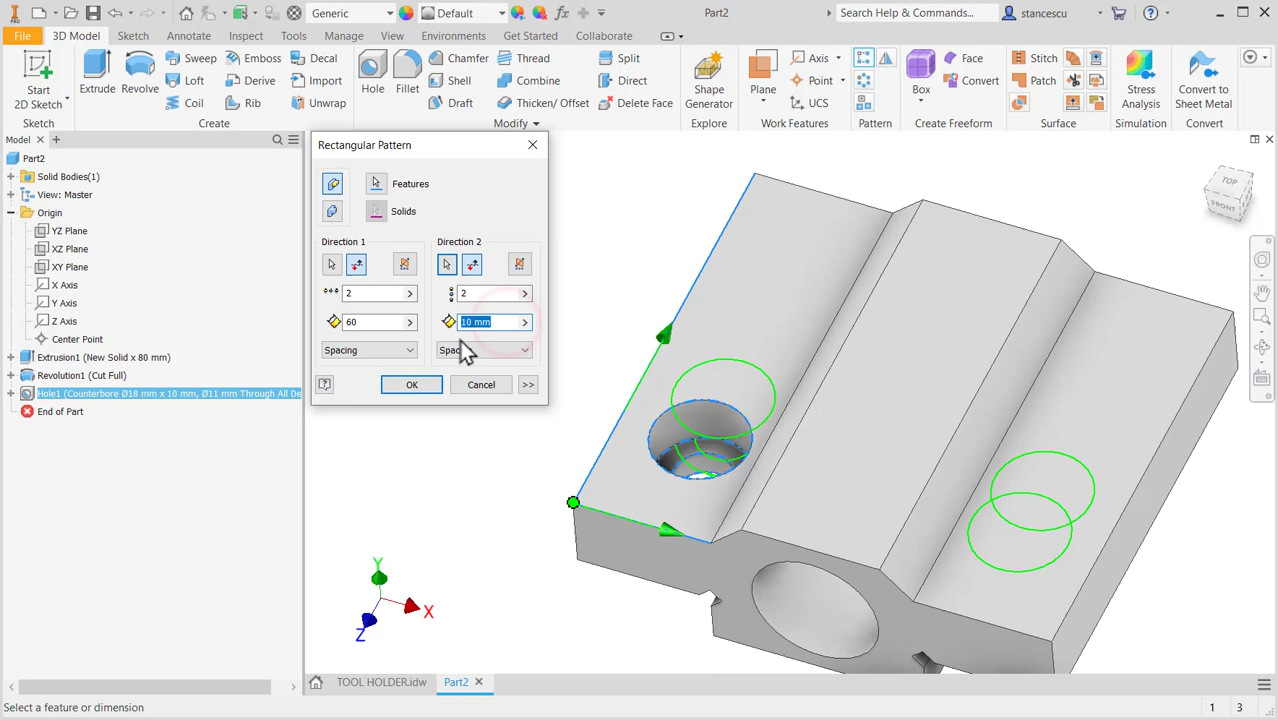 PRO
Generic
Default
Part2
Search Help & Commands...
stancescu
File
3D Model
Sketch
Annotate
Inspect
Tools
Manage
View
Environments
Get Started
Collaborate
Start
2D Sketch
Extrude
Revolve
Sweep
Loft
Coil
Emboss
Derive
Rib
Decal
Import
Unwrap
Hole
Fillet
Chamfer
Shell
Draft
Thread
Combine
Thicken/ Offset
Split
Direct
Delete Face
Shape
Generator
Plane
Axis
Point
UCS
Box
Face
Convert
Stitch
Patch
Stress
Analysis
Convert to
Sheet Metal
Sketch
Create
Modify
Explore
Work Features
Pattern
Create Freeform
Surface
Simulation
Convert
Model
Part2
Solid Bodies(1)
View: Master
Origin
YZ Plane
XZ Plane
XY Plane
X Axis
Y Axis
Z Axis
Center Point
Extrusion1 (New Solid x 80 mm)
Revolution1 (Cut Full)
Hole1 (Counterbore Ø18 mm x 10 mm, Ø11 mm Through All De
End of Part
Rectangular Pattern
Features
Solids
Direction 1
Direction 2
2
2
60
10 mm
Spacing
Spac
OK
Cancel
>>
TOP
FRONT
Y
X
Z
TOOL HOLDER.idw
Part2
Select a feature or dimension
1
3